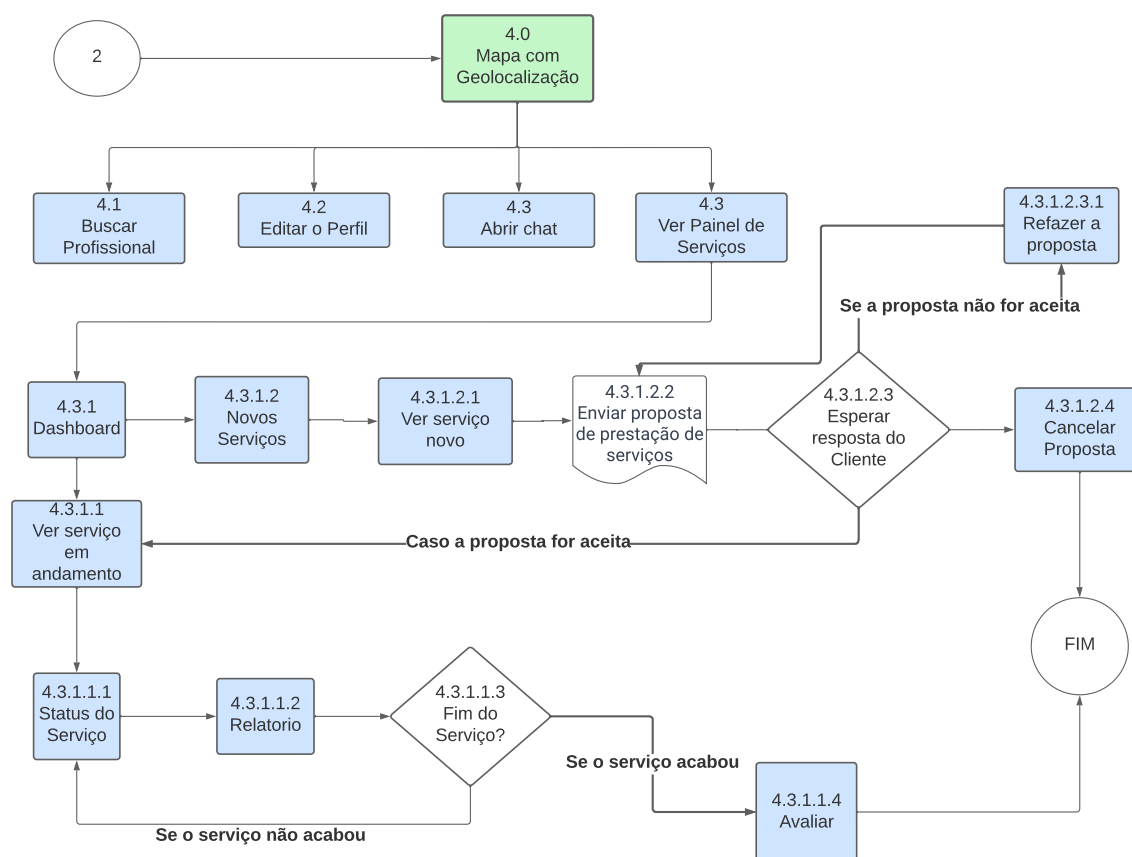 2
4.0
Mapa com
Geolocalização
4.1
Buscar
Profissional
4.2
Editar o Perfil
4.3
Abrir chat
4.3
Ver Painel de
Serviços
4.3.1.2.3.1
Refazer a
proposta
Se a proposta não for aceita
4.3.1
Dashboard
4.3.1.2
Novos
Serviços
4.3.1.2.1
Ver serviço
novo
4.3.1.2.2
Enviar proposta
de prestação de
serviços
4.3.1.2.3
Esperar
resposta do
Cliente
4.3.1.2.4
Cancelar
Proposta
4.3.1.1
Ver serviço
em
andamento
Caso a proposta for aceita
FIM
4.3.1.1.1
Status do
Serviço
4.3.1.1.2
Relatorio
4.3.1.1.3
Fim do
Serviço?
Se o serviço acabou
4.3.1.1.4
Avaliar
Se o serviço não acabou